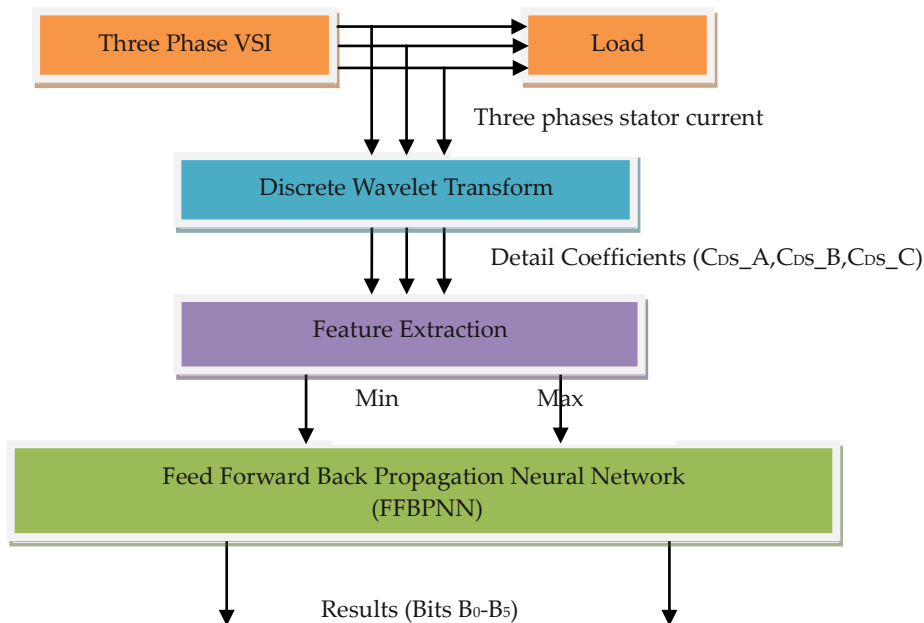 Three Phase VSI
Load
Three phases stator current
Discrete Wavelet Transform
Detail Coefficients (CDs_A,CDs_B,CDs_C)
Feature Extraction
Min
Max
Feed Forward Back Propagation Neural Network
(FFBPNN)
Results (Bits B0-B5)